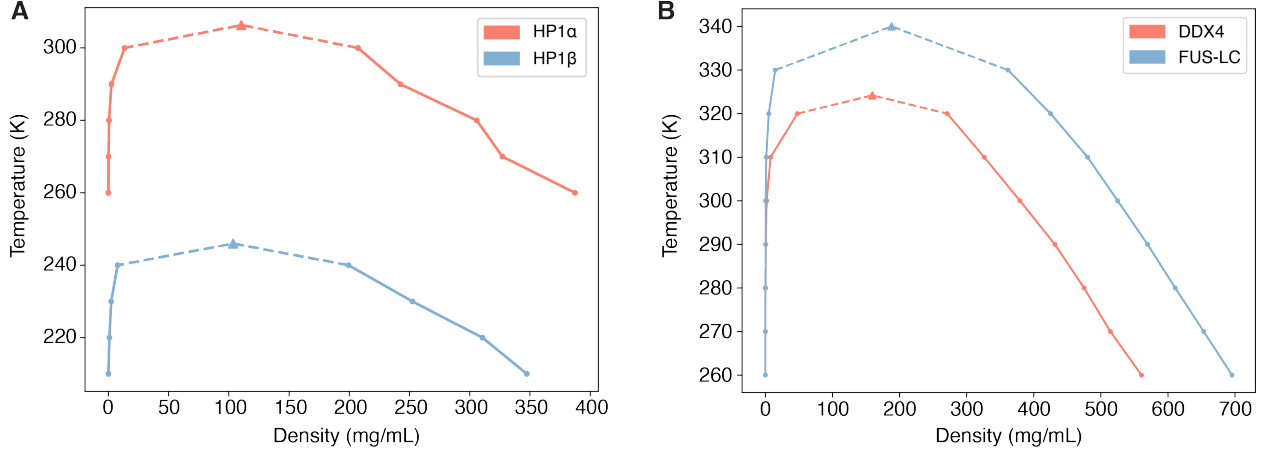 A
HP1α
HP1β
Temperature (K)
300
280
260
240
220
0 50 100 150 200 250 300 350 400
Density (mg/mL)
B
DDX4
FUS-LC
Temperature (K)
340
330
320
310
300
290
280
270
260
0 100 200 300 400 500 600 700
Density (mg/mL)